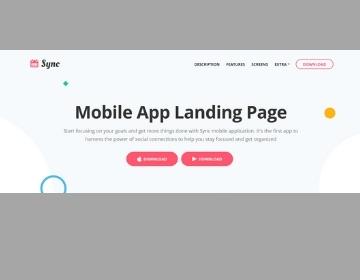 Sync
DESCRIPTION FEATURES SCREENS EXTRA DOWNLOAD
Mobile App Landing Page
Start focusing on your goals and get more things done with Sync mobile application. It's the first app to
harness the power of social connections to help you stay focused and get organized
DOWNLOAD DOWNLOAD